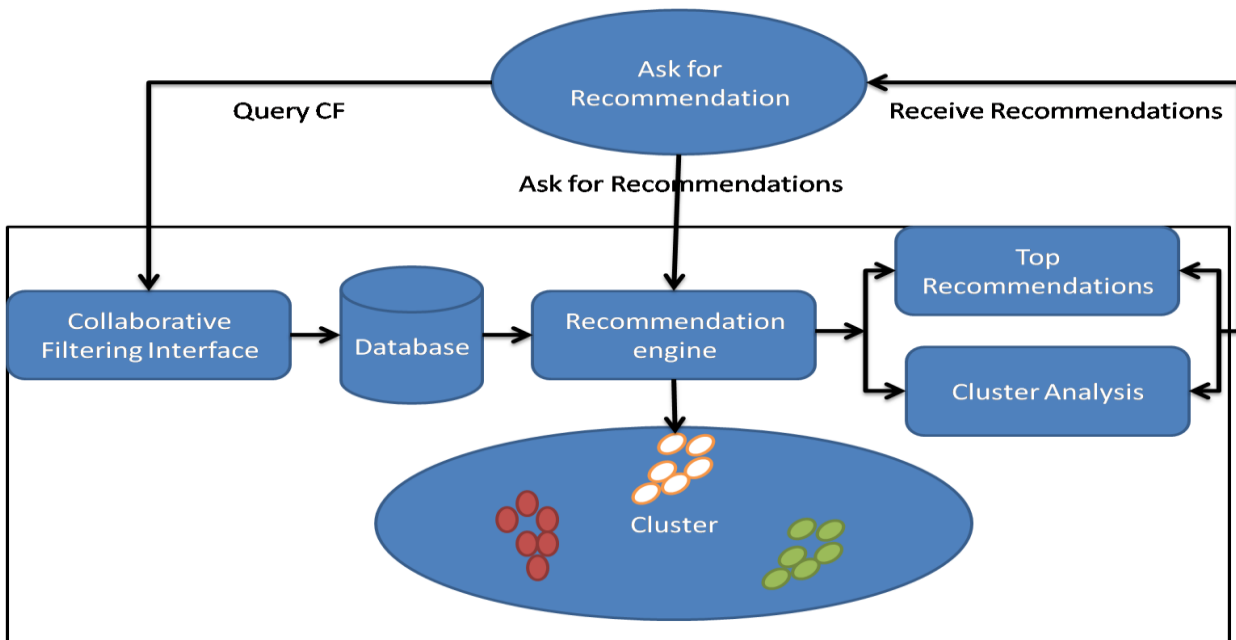 Ask for
Recommendation
Query CF
Receive Recommendations
Ask for Recommendations
Collaborative
Filtering Interface
Database
Recommendation
engine
Top
Recommendations
Cluster Analysis
Cluster